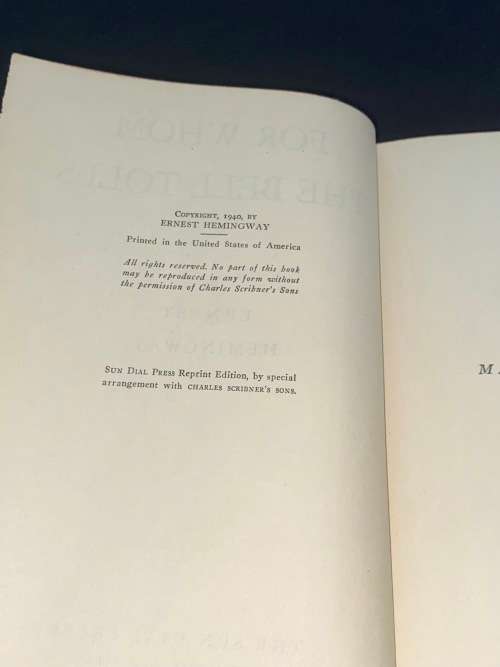 COPYRIGHT, 1940, BY
ERNEST HEMINGWAY
Printed in the United States of America
All rights reserved. No part of this book
may be reproduced in any form without
the permission of Charles Scribner's Sons
SUN DIAL PRESS Reprint Edition, by special
arrangement with CHARLES SCRIBNER'S SONS.